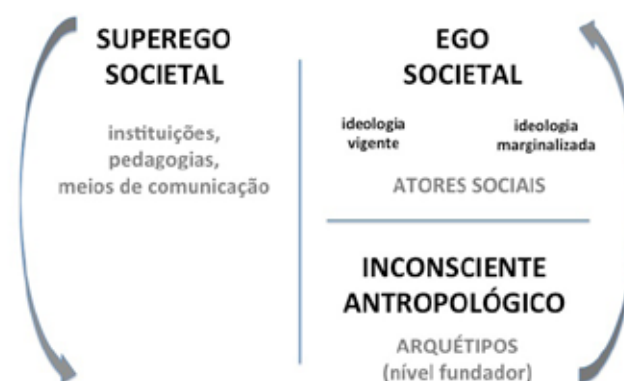 SUPEREGO
SOCIETAL
instituições,
pedagogias,
meios de comunicação
EGO
SOCIETAL
ideologia
vigente
ideologia
marginalizada
ATORES SOCIAIS
INCONSCIENTE
ANTROPOLÓGICO
ARQUÉTIPOS
(nível fundador)